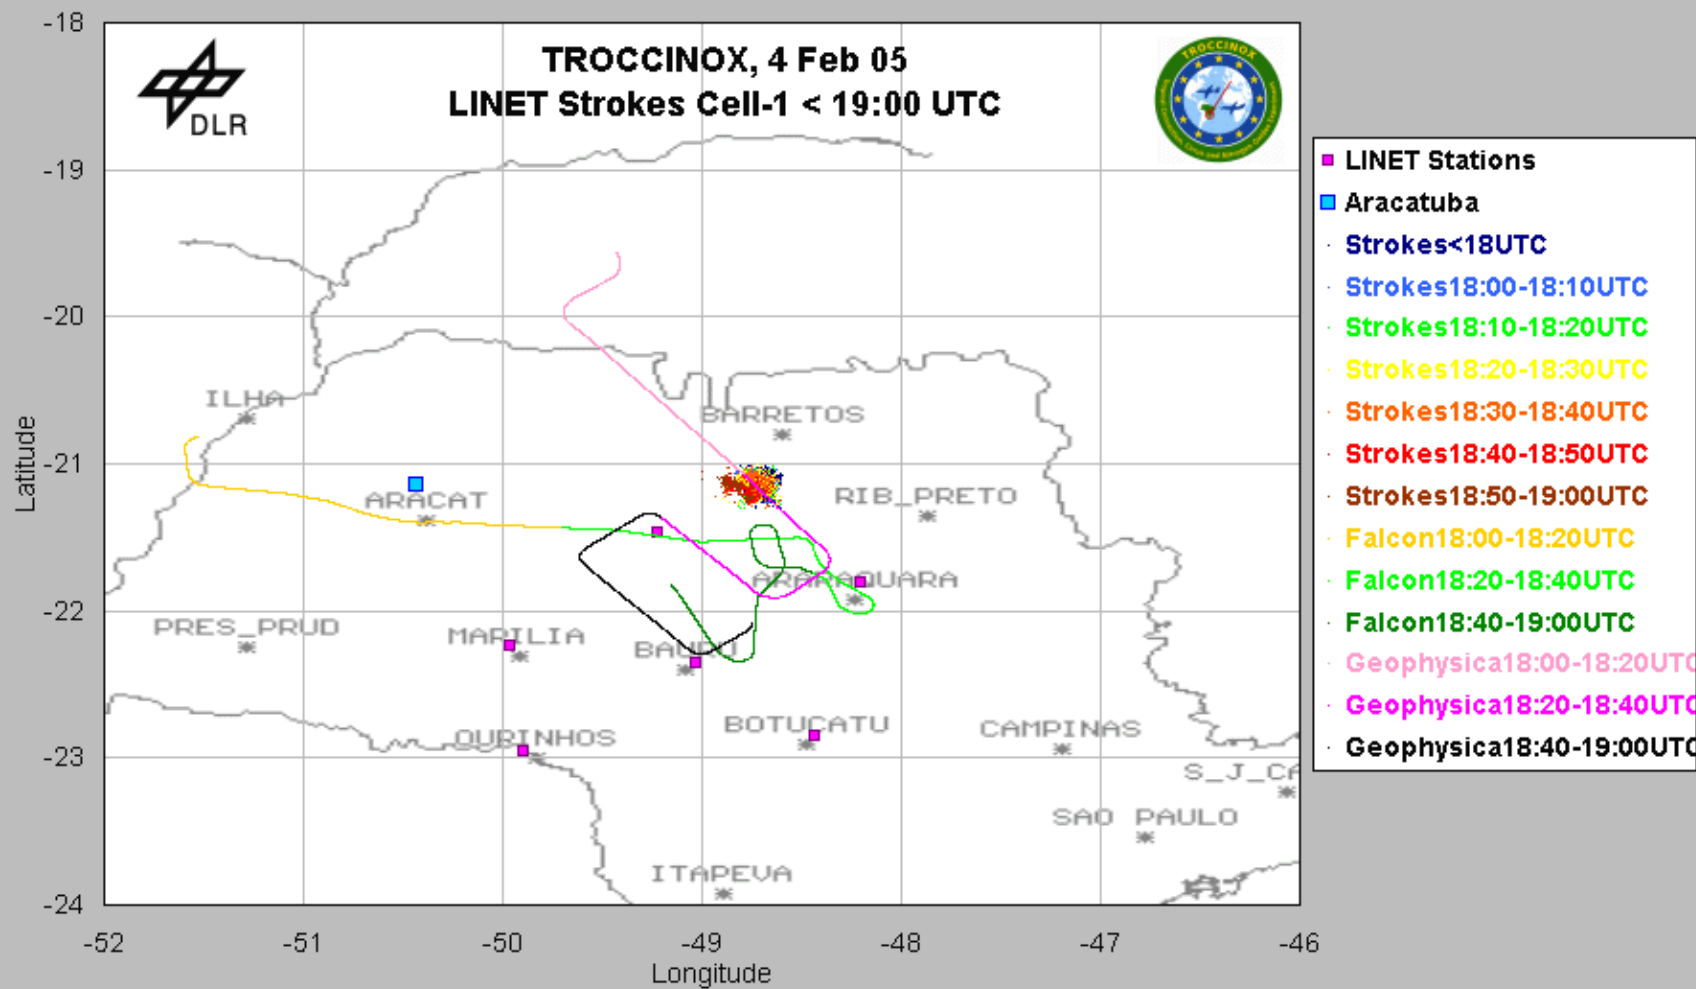 -18
TROCCINOX, 4 Feb 05
LINET Strokes Cell-1 < 19:00 UTC
DLR
TROCCINOX
LINET Stations
Aracatuba
Strokes<18UTC
Strokes18:00-18:10UTC
Strokes18:10-18:20UTC
Strokes18:20-18:30UTC
Strokes18:30-18:40UTC
Strokes18:40-18:50UTC
Strokes18:50-19:00UTC
Falcon18:00-18:20UTC
Falcon18:20-18:40UTC
Falcon18:40-19:00UTC
Geophysica18:00-18:20UTC
Geophysica18:20-18:40UTC
Geophysica18:40-19:00UTC
-19
-20
ILHA
BARRETOS
Latitude
-21
ARACAT
RIB_PRETO
ARARAQUARA
-22
PRES_PRUD
MARILIA
BAURU
BOTUCATU
CAMPINAS
OURINHOS
-23
S_J_CA
SAO PAULO
ITAPEVA
-24
-52
-51
-50
-49
-48
-47
-46
Longitude